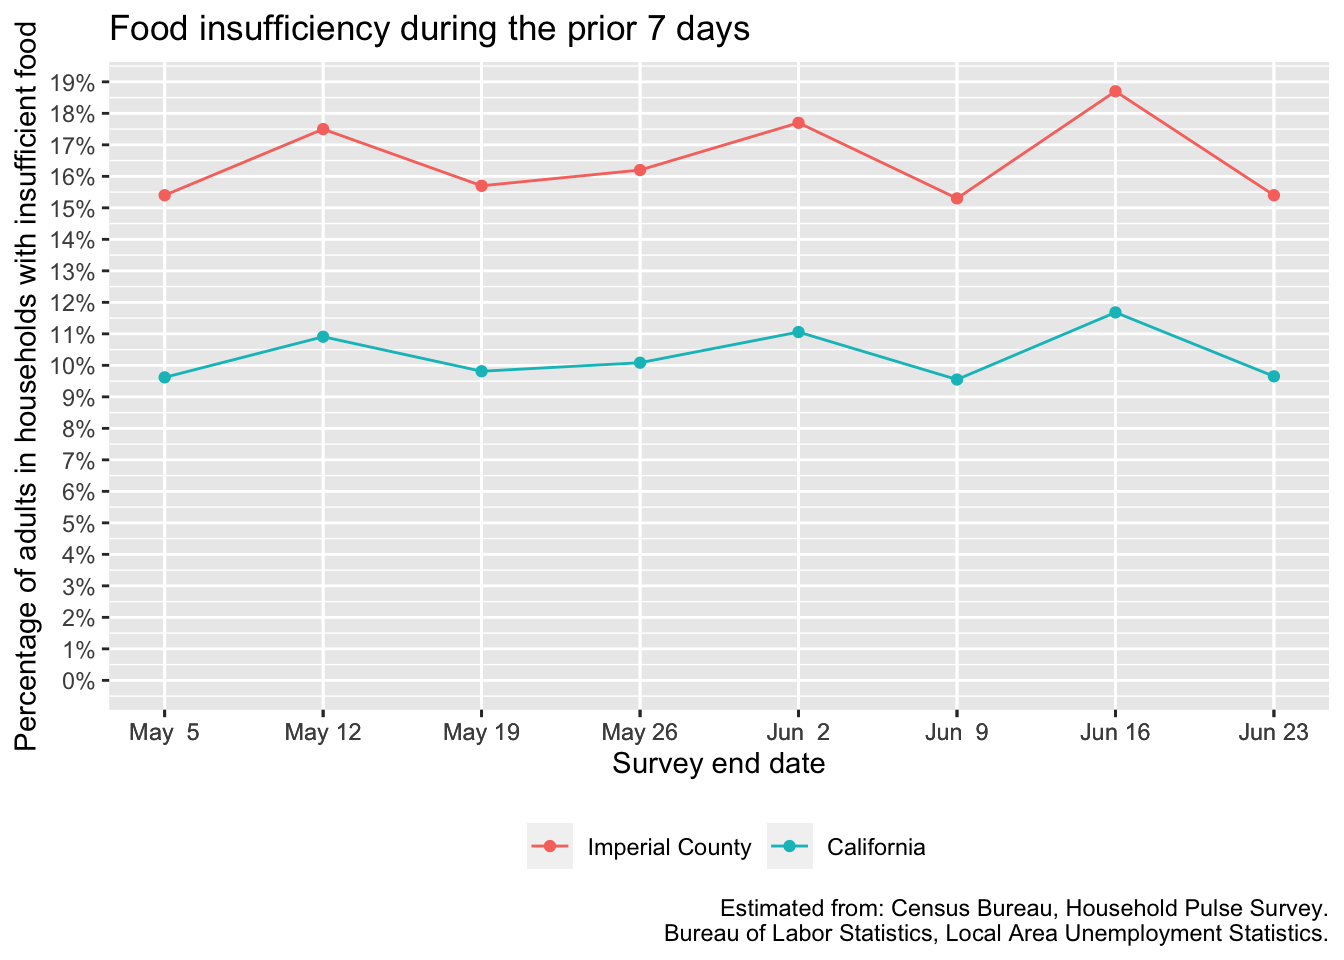 Food insufficiency during the prior 7 days
Percentage of adults in households with insufficient food
19%
18%
17%
16%
15%
14%
13%
12%
11%
10%
9%
8%
7%
6%
5%
4%
3%
2%
1%
0%
May  5 May 12 May 19 May 26 Jun  2 Jun  9 Jun 16 Jun 23
Survey end date
Imperial County California
Estimated from: Census Bureau, Household Pulse Survey.
Bureau of Labor Statistics, Local Area Unemployment Statistics.